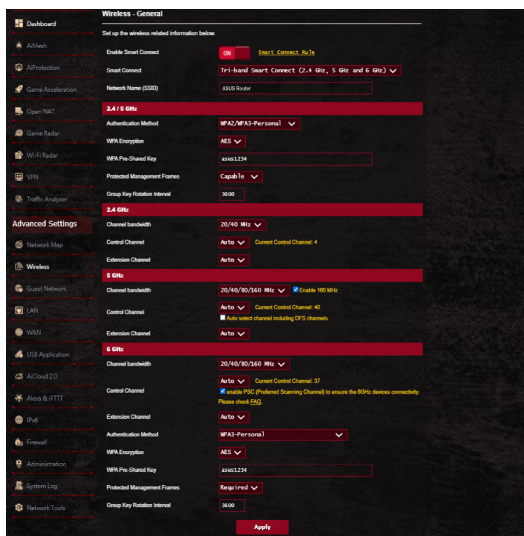 Wireless - General
Dashboard
Set up the wireless related information below.
AiMesh
Enable Smart Connect ON Smart Connect Rule
AiProtection
Smart Connect Tri-band Smart Connect (2.4 GHz, 5 GHz and 6 GHz)
Game Acceleration
Network Name (SSID) ASUS Router
Open NAT
2.4 / 5 GHz
Authentication Method WPA2/WPA3-Personal
Game Radar
WPA Encryption AES
Wi-Fi Radar
WPA Pre-Shared Key asus1234
VPN
Protected Management Frames Capable
Traffic Analyzer
Group Key Rotation Interval 3600
2.4 GHz
Advanced Settings
Channel bandwidth 20/40 MHz
Network Map
Control Channel Auto Current Control Channel: 4
Extension Channel Auto
Wireless
5 GHz
Guest Network
Channel bandwidth 20/40/80/160 MHz Enable 160 MHz
LAN
Control Channel Auto Current Control Channel: 40
Auto select channel including DFS channels
WAN
Extension Channel Auto
USB Application
6 GHz
Channel bandwidth 20/40/80/160 MHz
AiCloud 2.0
Control Channel Auto Current Control Channel: 37
enable PSC (Preferred Scanning Channel) to ensure the 6GHz devices connectivity.
Please check FAQ.
Alexa & IFTTT
Extension Channel Auto
IPv6
Authentication Method WPA3-Personal
Firewall
WPA Encryption AES
Administration
WPA Pre-Shared Key asus1234
System Log
Protected Management Frames Required
Network Tools
Group Key Rotation Interval 3600
Apply